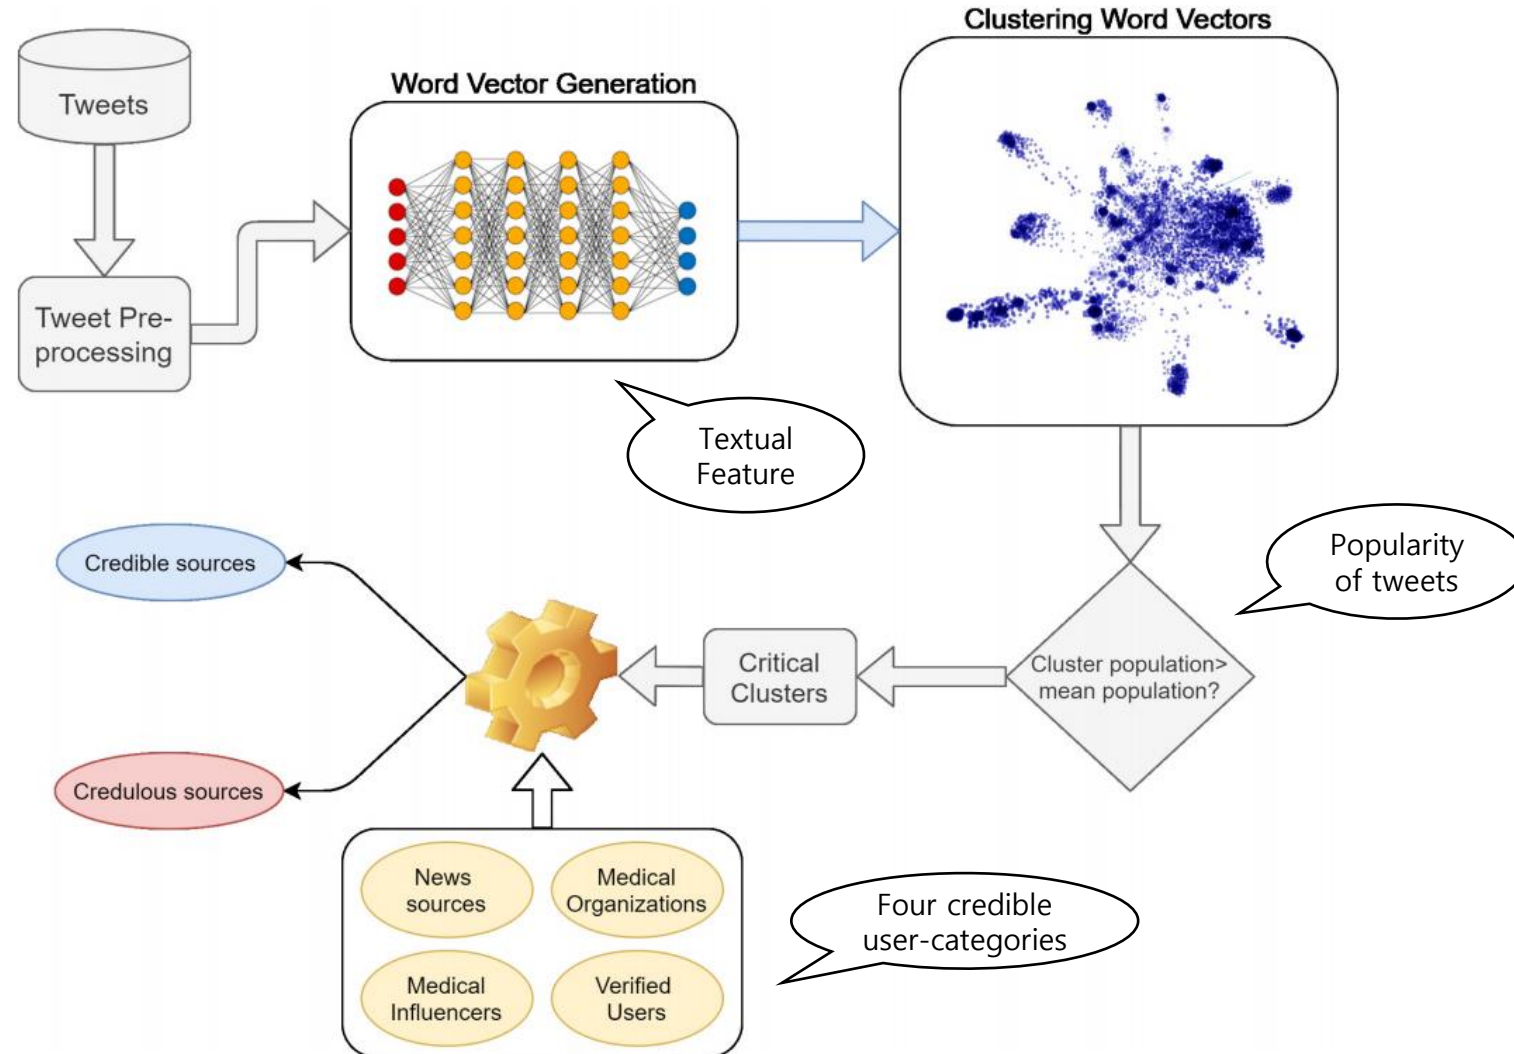 Clustering Word Vectors
Word Vector Generation
Tweets
Tweet Pre-
processing
Textual
Feature
Popularity
of tweets
Cluster population>
mean population?
Critical
Clusters
Credible sources
Credulous sources
News
sources
Medical
Organizations
Medical
Influencers
Verified
Users
Four credible
user-categories